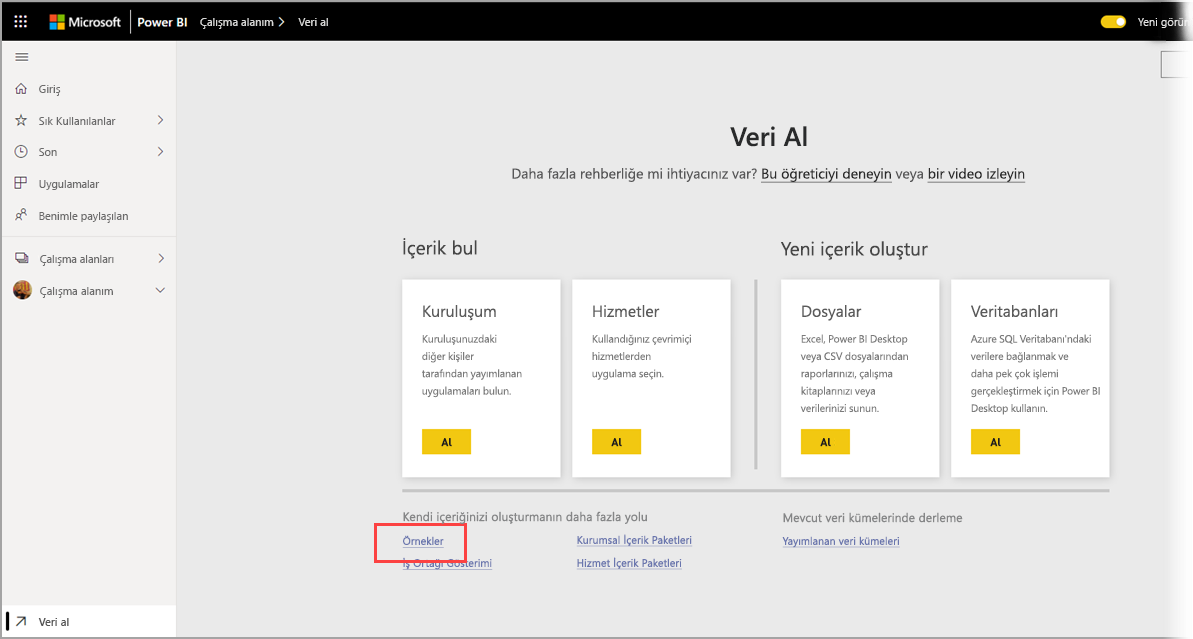 Microsoft Power BI Çalışma alanım Veri al Yeni görün
Giriş
Sık Kullanılanlar
Son
Uygulamalar
Benimle paylaşılan
Çalışma alanları
Çalışma alanım
Veri al
Veri Al
Daha fazla rehberliğe mi ihtiyacınız var? Bu öğreticiyi deneyin veya bir video izleyin
İçerik bul
Kuruluşum
Kuruluşunuzdaki
diğer kişiler
tarafından yayımlanan
uygulamaları bulun.
Al
Hizmetler
Kullandığınız çevrimiçi
hizmetlerden
uygulama seçin.
Al
Yeni içerik oluştur
Dosyalar
Excel, Power BI Desktop
veya CSV dosyalarından
raporlarınızı, çalışma
kitaplarınızı veya
verilerinizi sunun.
Al
Veritabanları
Azure SQL Veritabanı'ndaki
verilere bağlanmak ve
daha pek çok işlemi
gerçekleştirmek için Power BI
Desktop kullanın.
Al
Kendi içeriğinizi oluşturmanın daha fazla yolu
Örnekler
Kurumsal İçerik Paketleri
İş Ortağı Gösterimi
Hizmet İçerik Paketleri
Mevcut veri kümelerinde derleme
Yayımlanan veri kümeleri